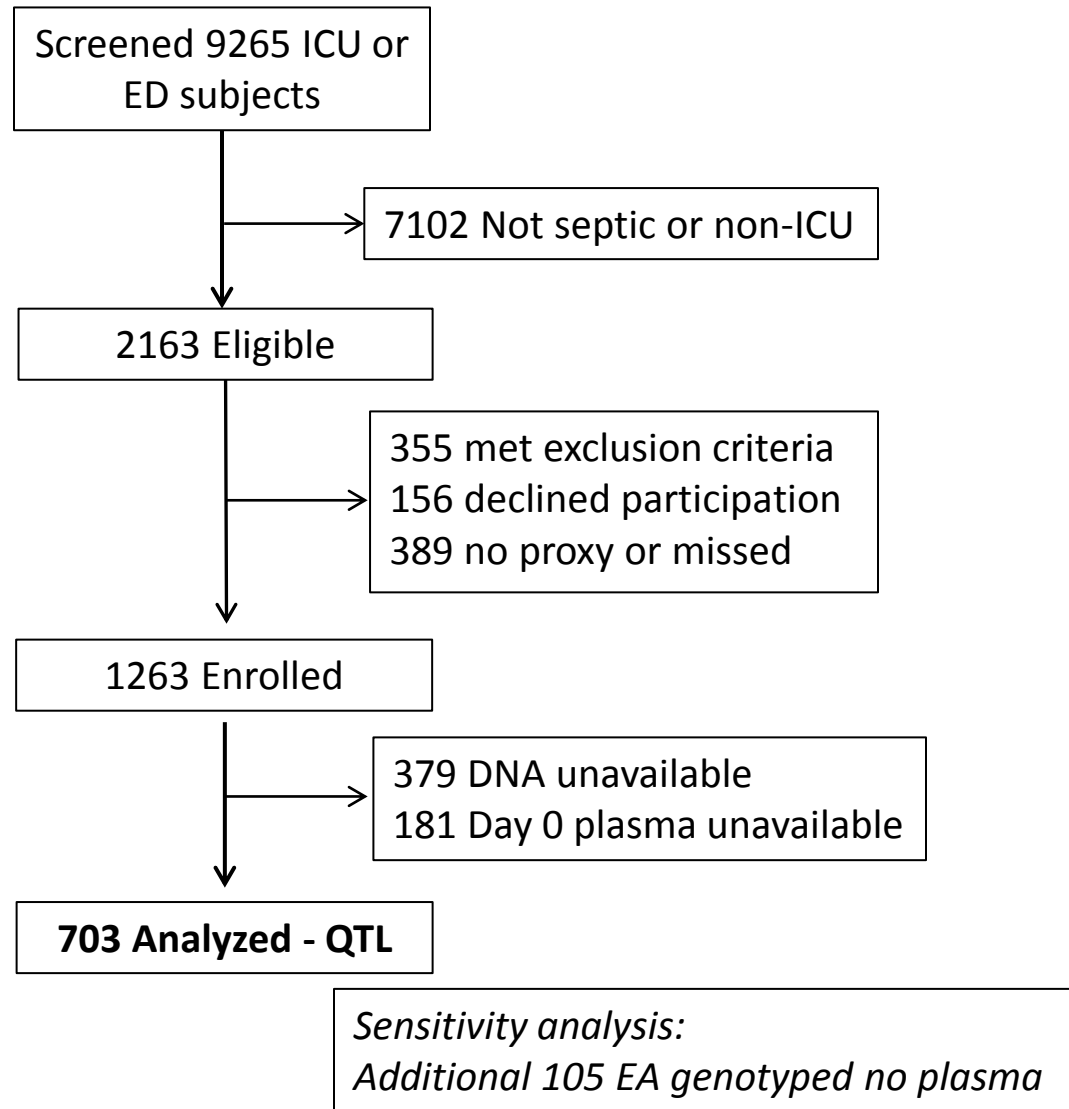 Screened 9265 ICU or
ED subjects
7102 Not septic or non-ICU
2163 Eligible
355 met exclusion criteria
156 declined participation
389 no proxy or missed
1263 Enrolled
379 DNA unavailable
181 Day 0 plasma unavailable
703 Analyzed - QTL
Sensitivity analysis:
Additional 105 EA genotyped no plasma